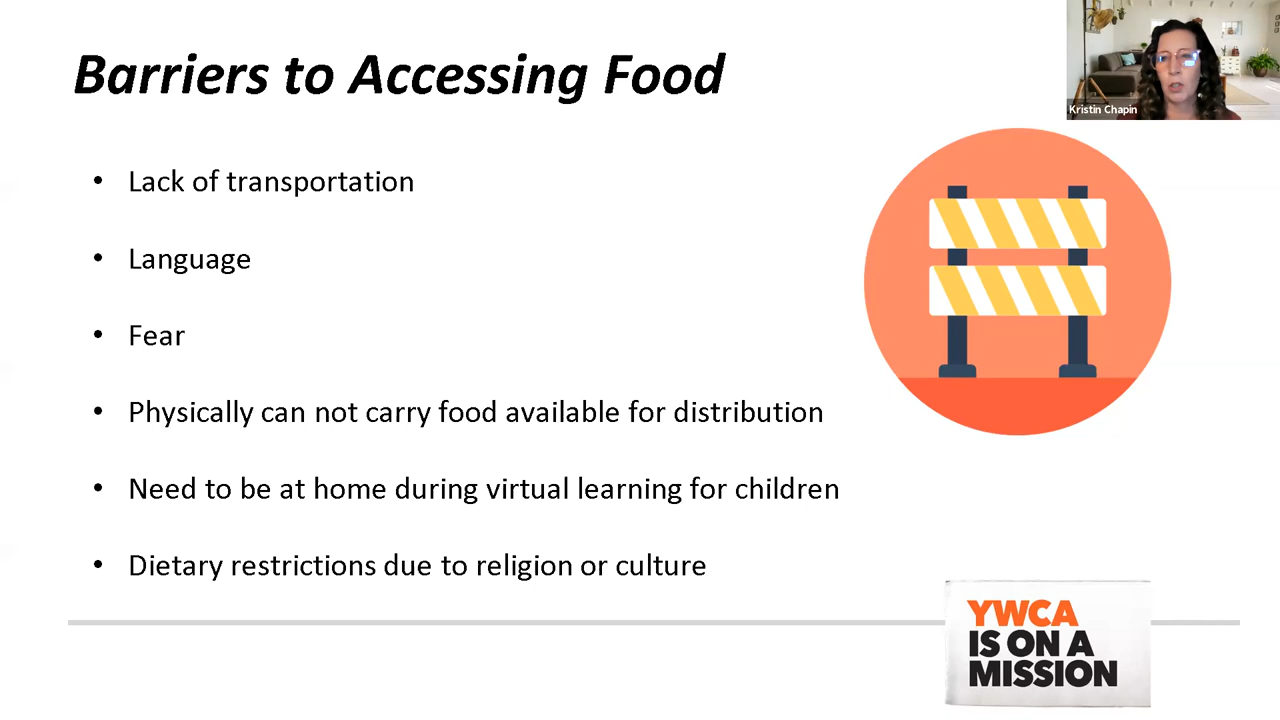 Barriers to Accessing Food
Kristin Chapin
• Lack of transportation
• Language
• Fear
• Physically can not carry food available for distribution
• Need to be at home during virtual learning for children
• Dietary restrictions due to religion or culture
YWCA
IS ON A
MISSION